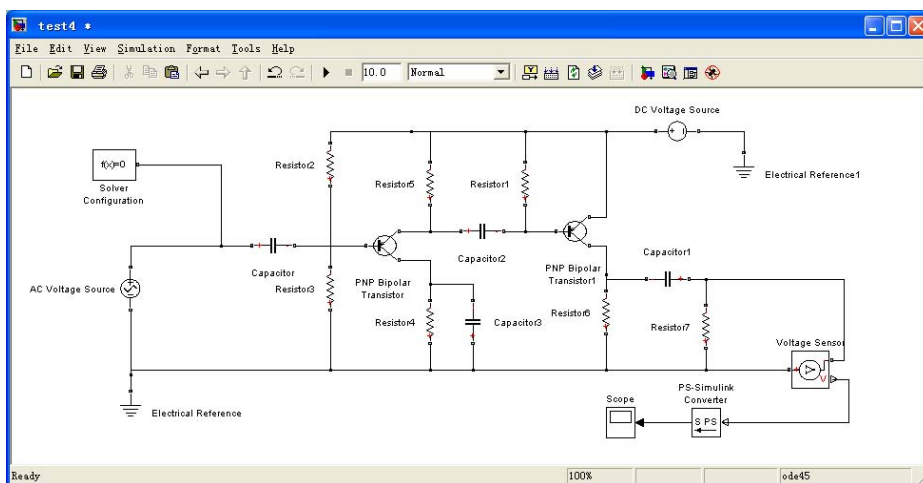 test4 *
File Edit View Simulation Format Tools Help
10.0 Normal
DC Voltage Source
f(x)=0
Solver
Configuration
Resistor2
Resistor5
Resistor1
Electrical Reference1
Capacitor
Capacitor2
Capacitor1
AC Voltage Source
Resistor3
PNP Bipolar
Transistor
PNP Bipolar
Transistor1
Resistor4
Capacitor3
Resistor6
Resistor7
Voltage Sensor
V
Electrical Reference
Scope
PS-Simulink
Converter
S PS
Ready 100% ode45